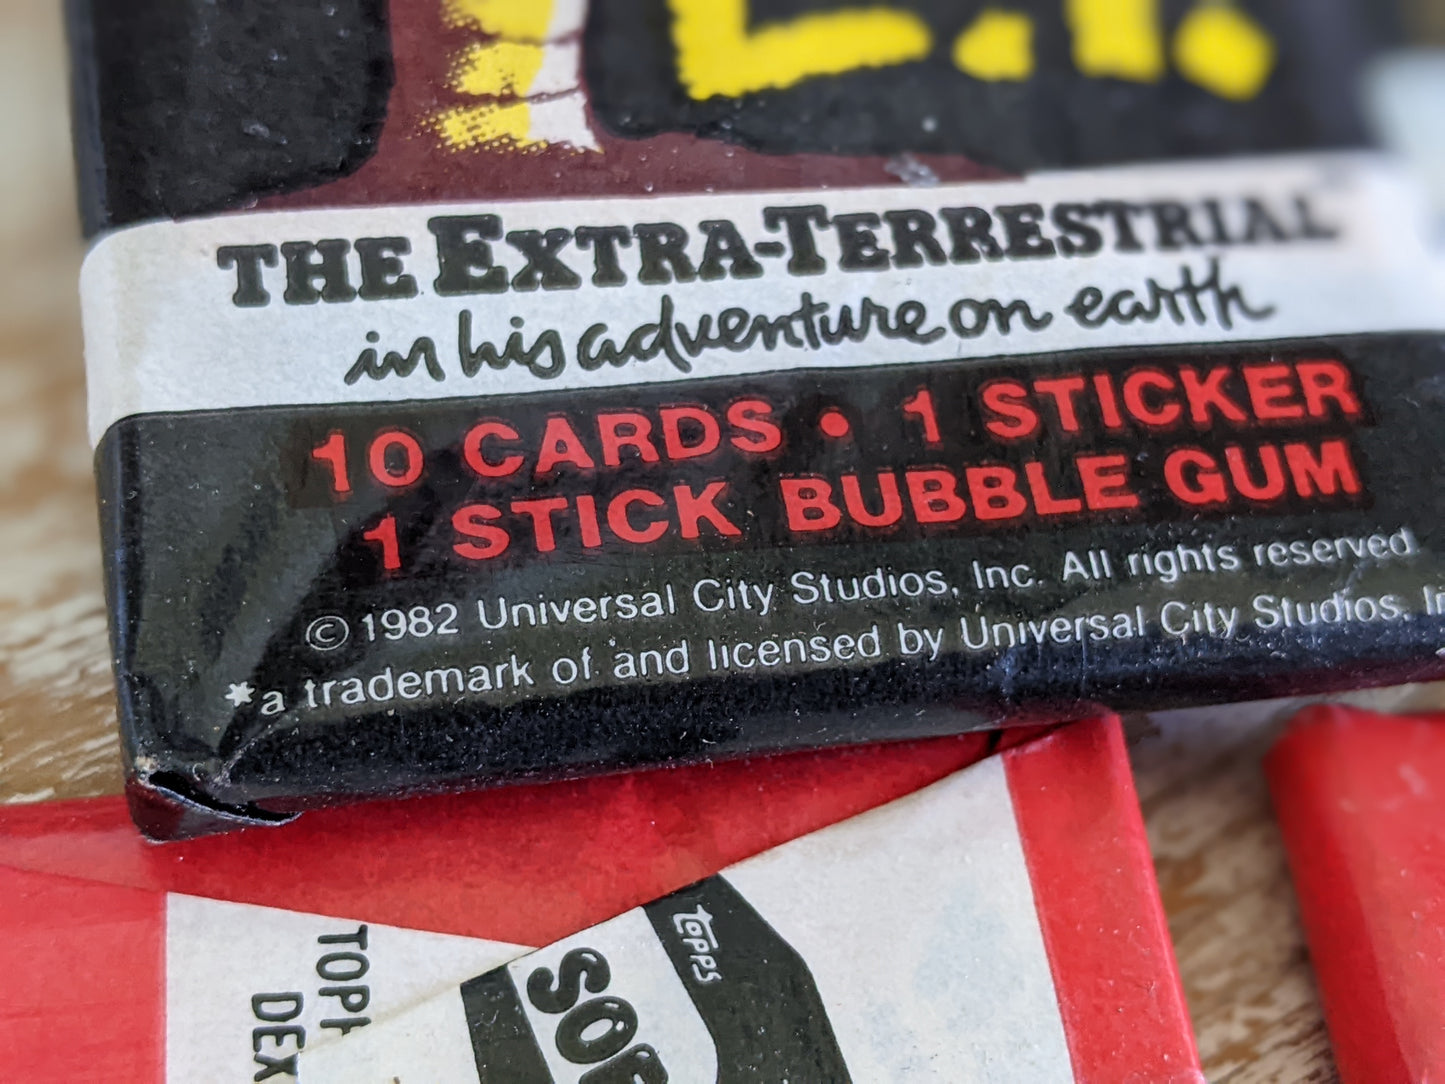 E.T.
THE EXTRA-TERRESTRIAL
in his adventure on earth
10 CARDS • 1 STICKER
1 STICK BUBBLE GUM
© 1982 Universal City Studios, Inc. All rights reserved
*a trademark of and licensed by Universal City Studios,
topps